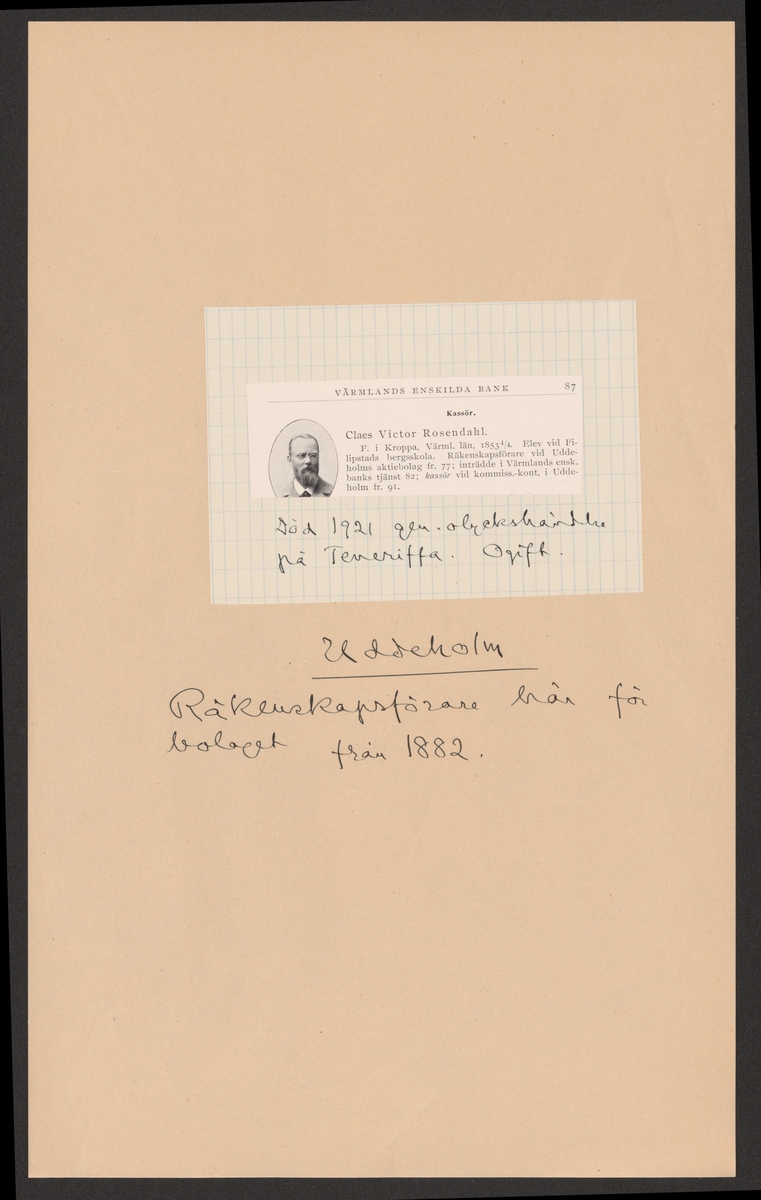 VÄRMLANDS ENSKILDA BANK 87
Kassör.
Claes Victor Rosendahl.
F. i Kroppa, Värml. län, 1853 4/4. Elev vid Fi-
lipstads bergsskola. Räkenskapsförare vid Udde-
holms aktiebolag fr. 77; inträdde i Värmlands ensk.
banks tjänst 82; kassör vid kommiss.-kont. i Udde-
holm fr. 91.
Död 1921 gen. olyckshändelse
på Teneriffa. Ogift.
Uddeholm
Räkenskapsförare här för
bolaget från 1882.